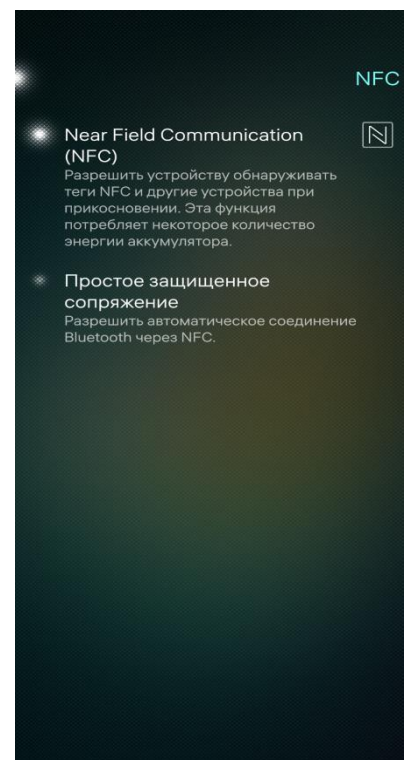 NFC
Near Field Communication
(NFC)
Разрешить устройству обнаруживать
теги NFC и другие устройства при
прикосновении. Эта функция
потребляет некоторое количество
энергии аккумулятора.
Простое защищенное
сопряжение
Разрешить автоматическое соединение
Bluetooth через NFC.